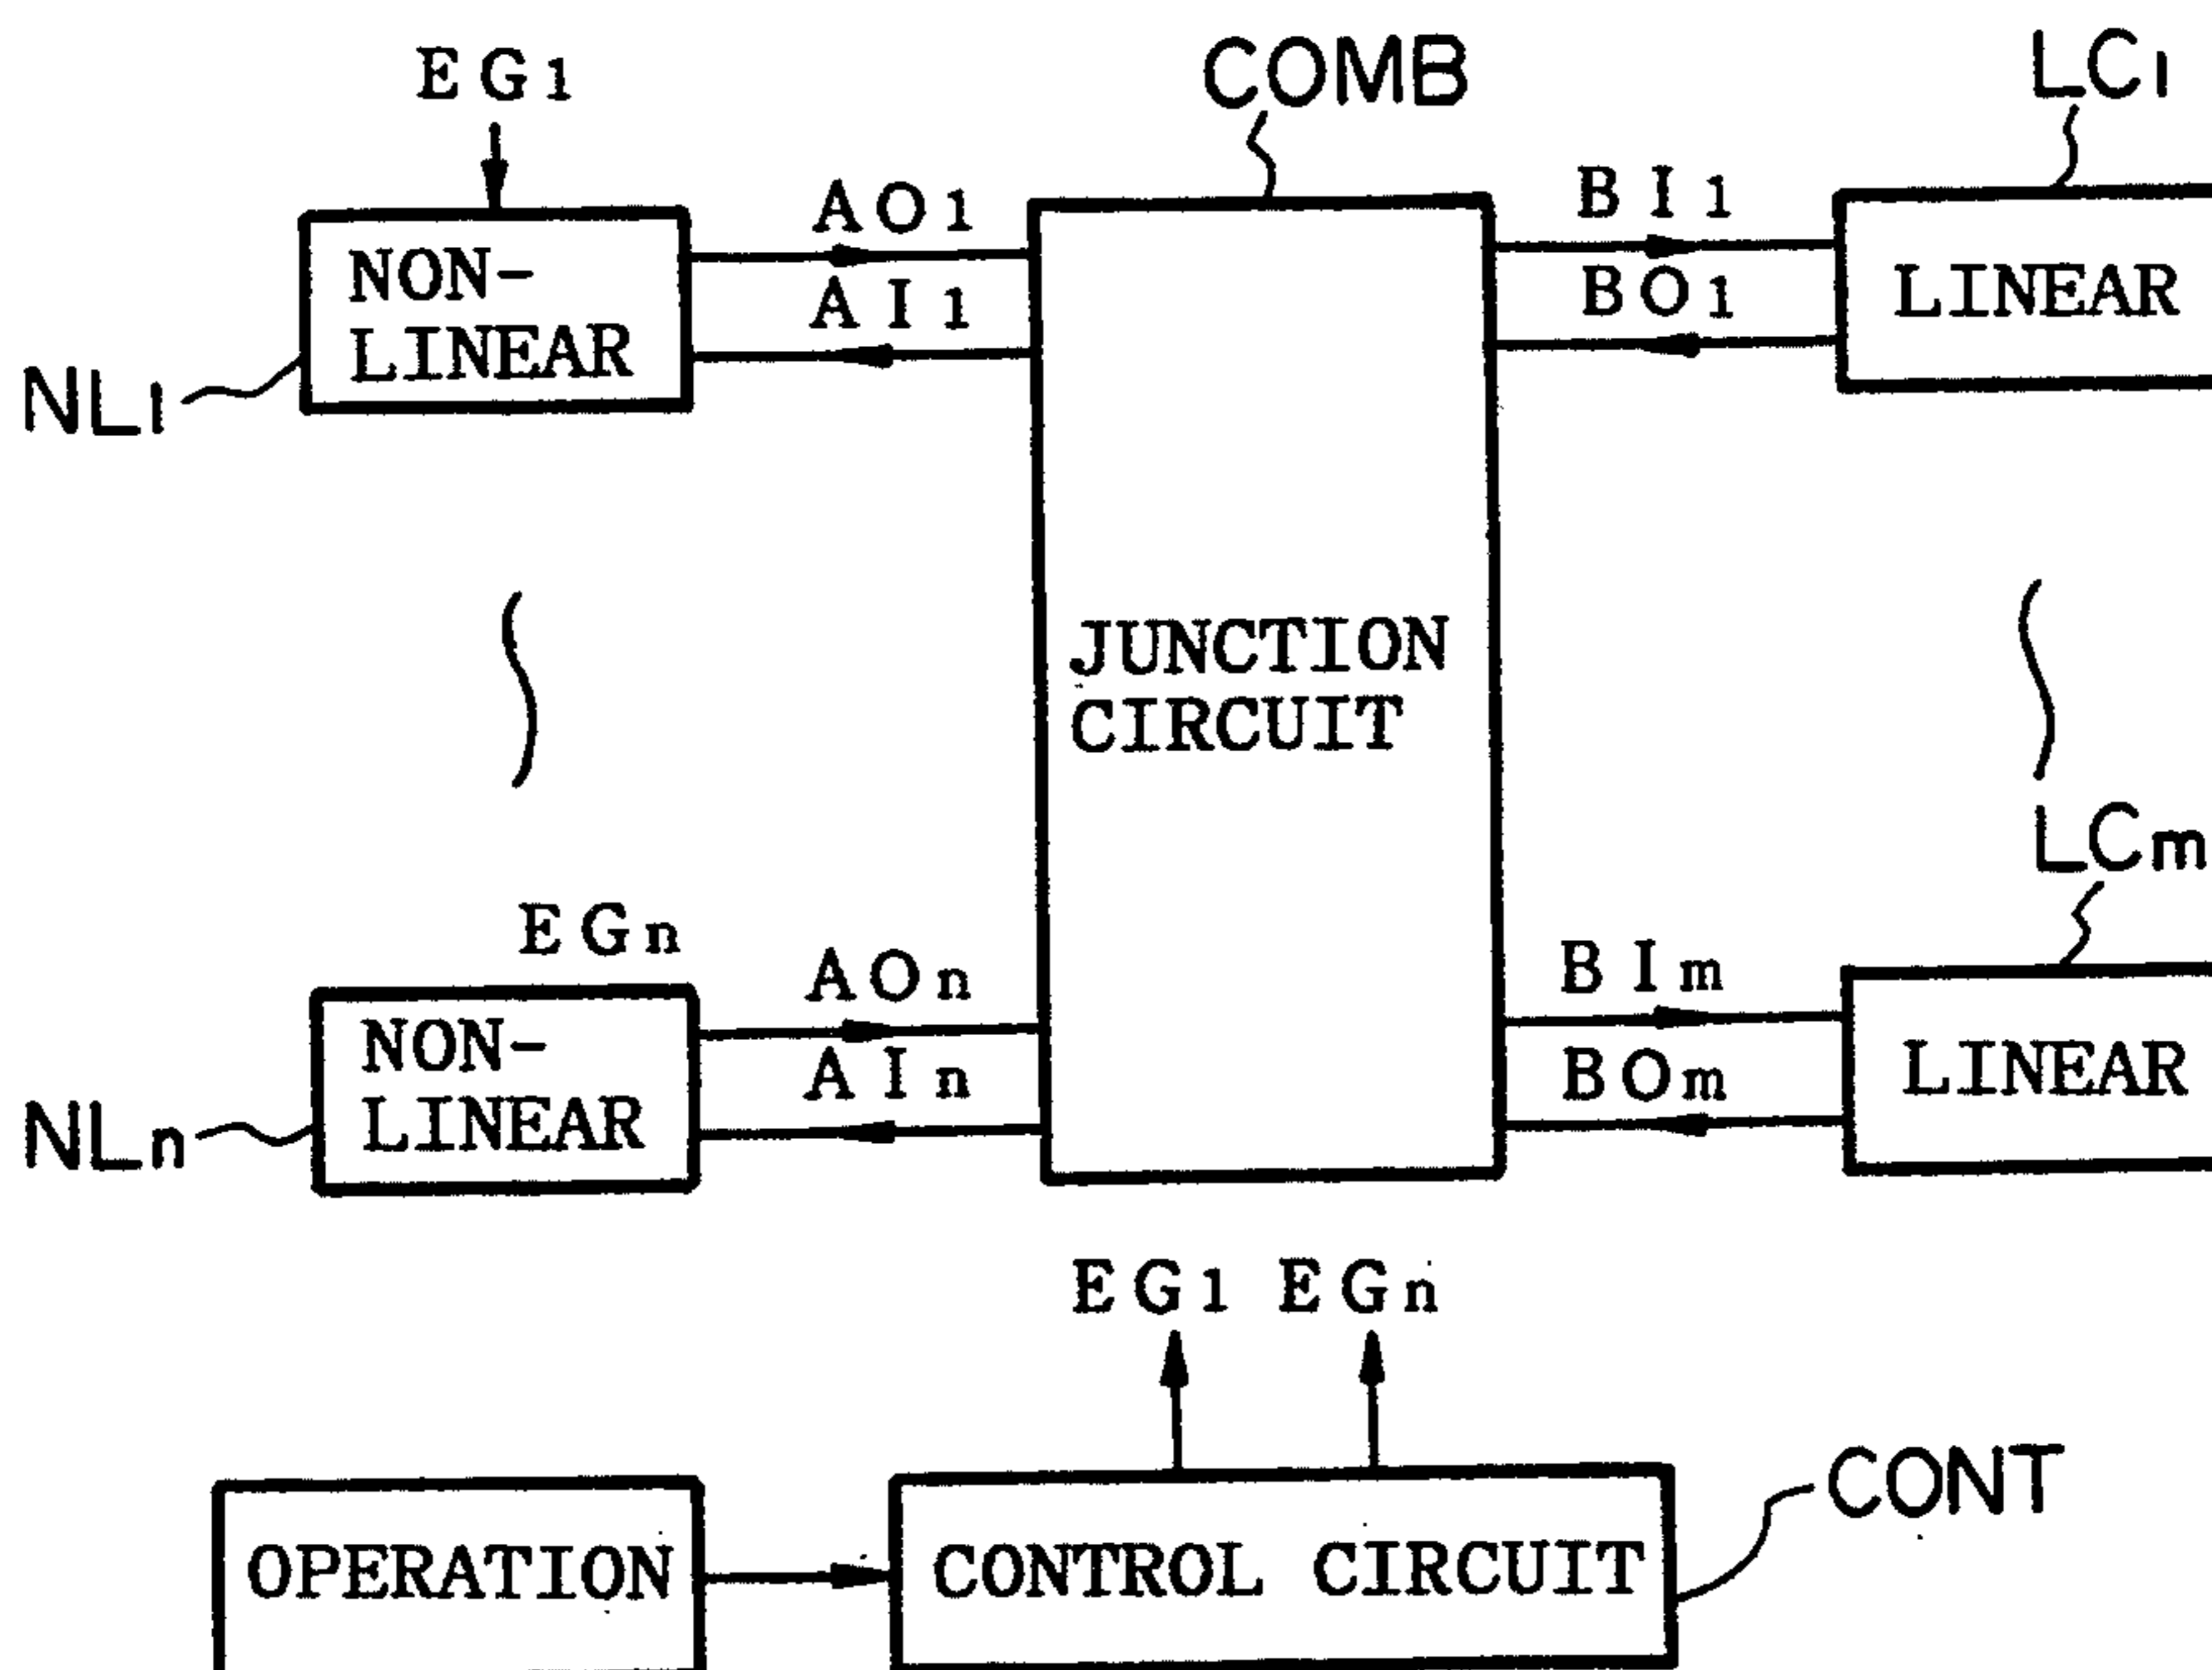 EG1
COMB
LC1
AO1
BI1
NON-
LINEAR
AI1
BO1
LINEAR
NL1
JUNCTION
CIRCUIT
LCm
EGn
AOn
BIm
NON-
LINEAR
AIn
BOm
LINEAR
NLn
EG1 EGn
CONT
OPERATION
CONTROL CIRCUIT